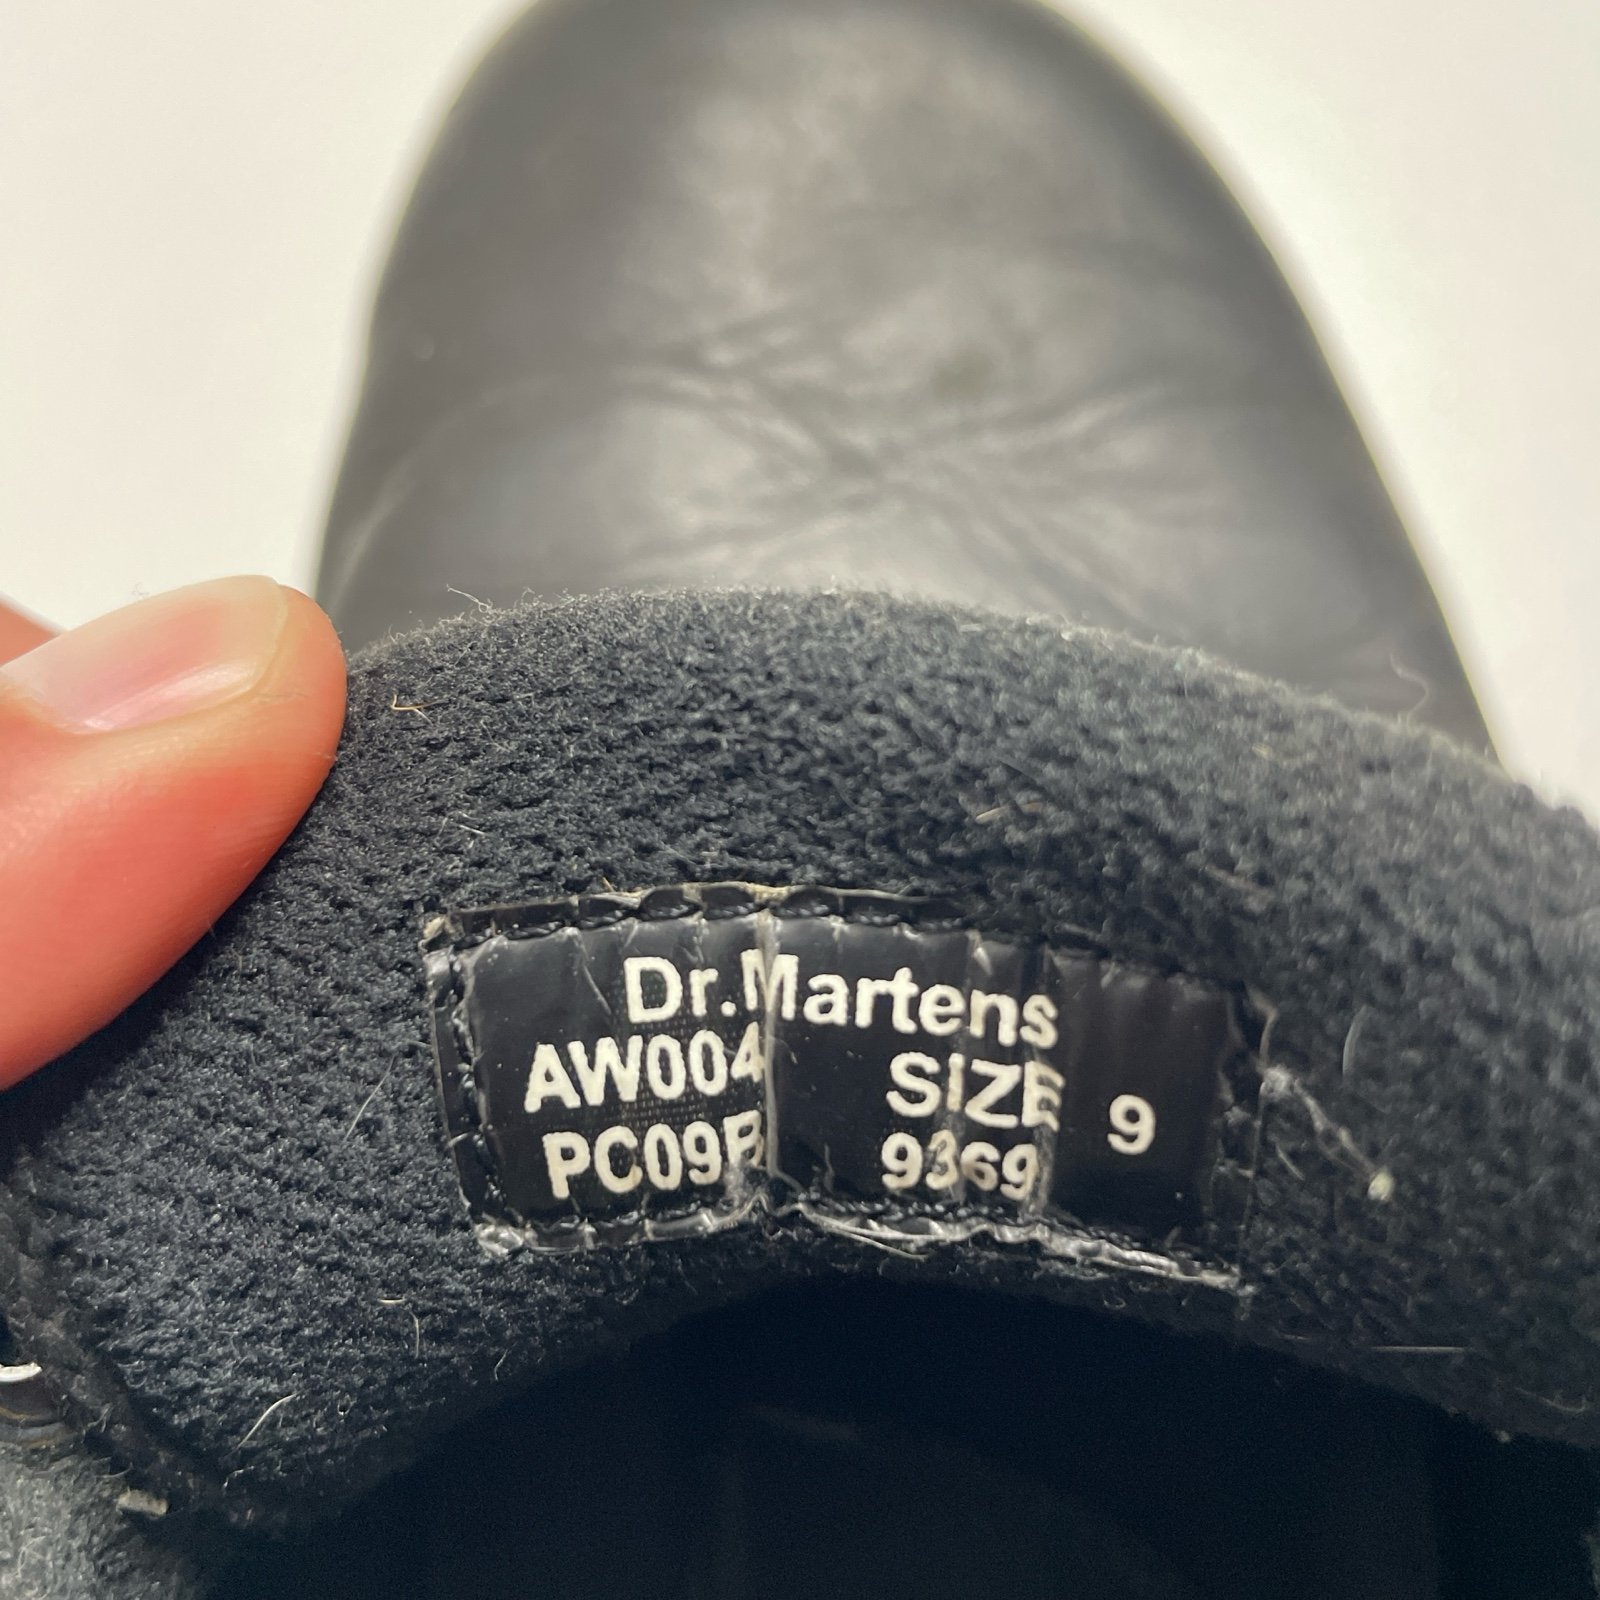 Dr.Martens
AW004 SIZE 9
PC09B 9369